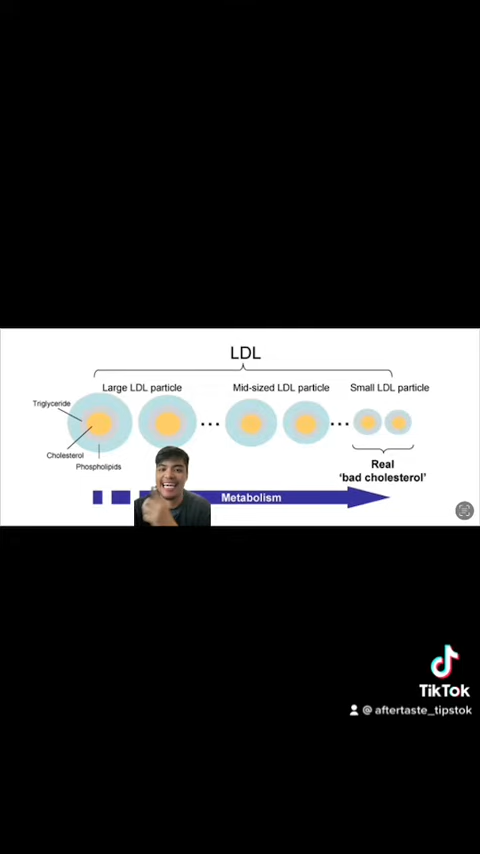 LDL
Large LDL particle
Mid-sized LDL particle
Small LDL particle
Triglyceride
Cholesterol
Phospholipids
Real
‘bad cholesterol’
Metabolism
TikTok
@ aftertaste_tipstok